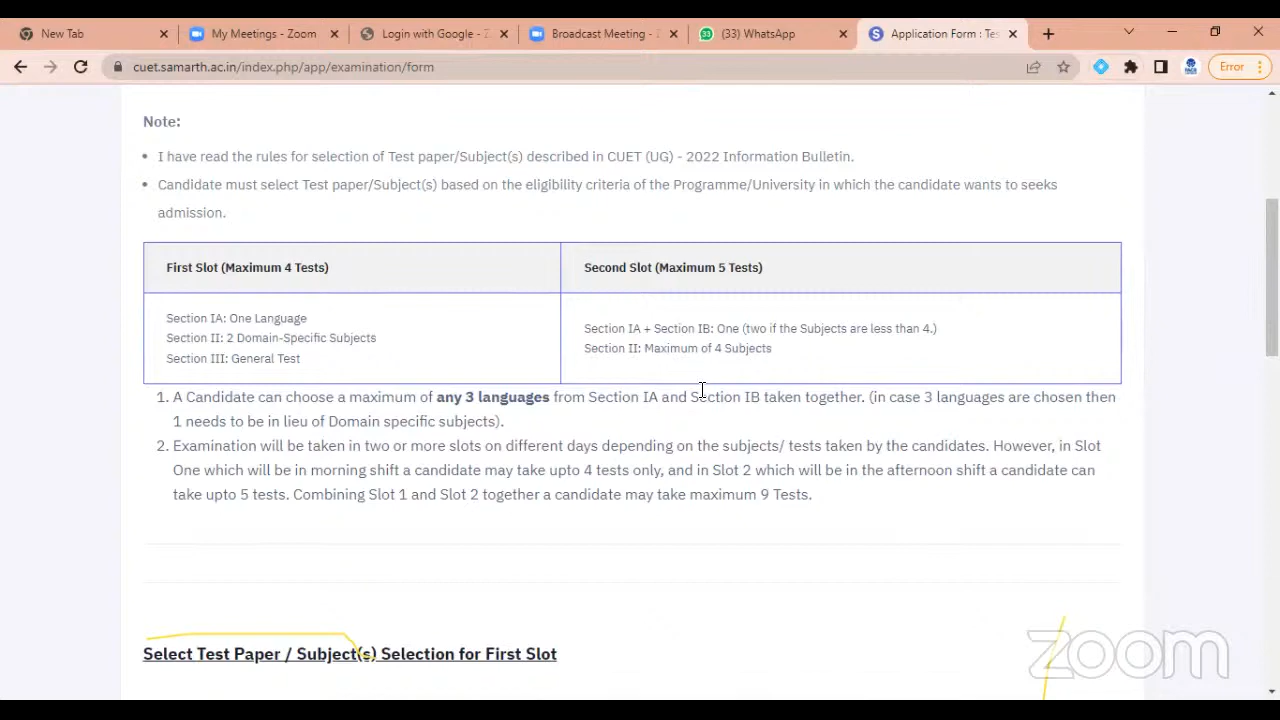 New Tab
My Meetings - Zoom
Login with Google - Z
Broadcast Meeting - Z
(33) WhatsApp
Application Form : Tes
cuet.samarth.ac.in/index.php/app/examination/form
Error
Note:
• I have read the rules for selection of Test paper/Subject(s) described in CUET (UG) - 2022 Information Bulletin.
• Candidate must select Test paper/Subject(s) based on the eligibility criteria of the Programme/University in which the candidate wants to seeks
admission.
First Slot (Maximum 4 Tests)
Second Slot (Maximum 5 Tests)
Section IA: One Language
Section II: 2 Domain-Specific Subjects
Section III: General Test
Section IA + Section IB: One (two if the Subjects are less than 4.)
Section II: Maximum of 4 Subjects
1. A Candidate can choose a maximum of any 3 languages from Section IA and Section IB taken together. (in case 3 languages are chosen then
1 needs to be in lieu of Domain specific subjects).
2. Examination will be taken in two or more slots on different days depending on the subjects/ tests taken by the candidates. However, in Slot
One which will be in morning shift a candidate may take upto 4 tests only, and in Slot 2 which will be in the afternoon shift a candidate can
take upto 5 tests. Combining Slot 1 and Slot 2 together a candidate may take maximum 9 Tests.
Select Test Paper / Subject(s) Selection for First Slot
zoom